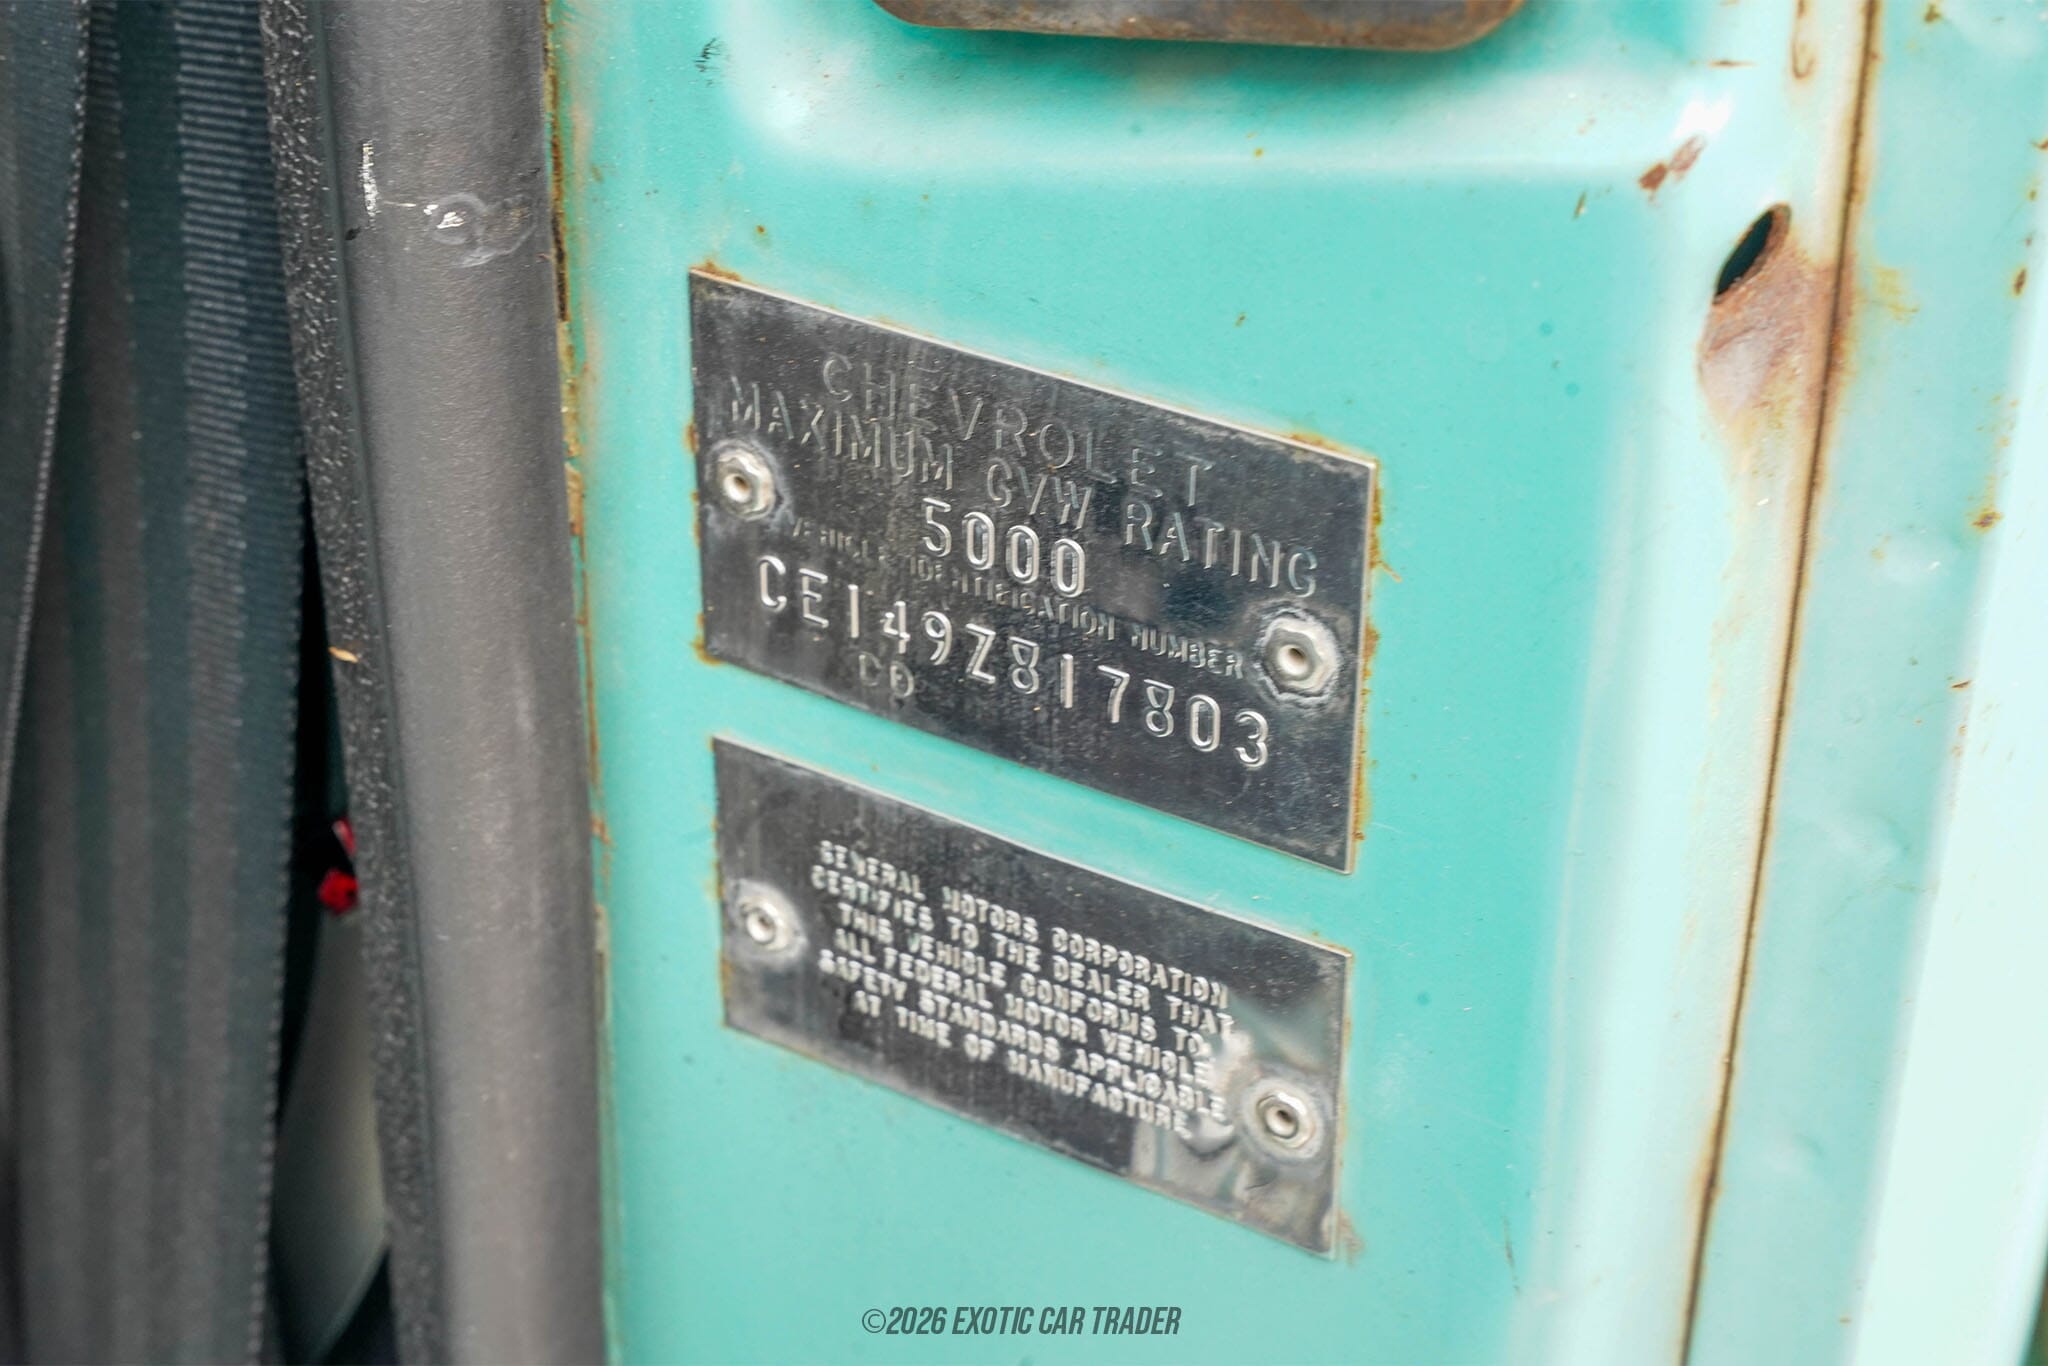 CHEVROLET
MAXIMUM GVW RATING
5000
VEHICLE IDENTIFICATION NUMBER
CE149Z817803
CD
GENERAL MOTORS CORPORATION
CERTIFIES TO THE DEALER THAT
THIS VEHICLE CONFORMS TO
ALL FEDERAL MOTOR VEHICLE
SAFETY STANDARDS APPLICABLE
AT TIME OF MANUFACTURE
©2026 EXOTIC CAR TRADER